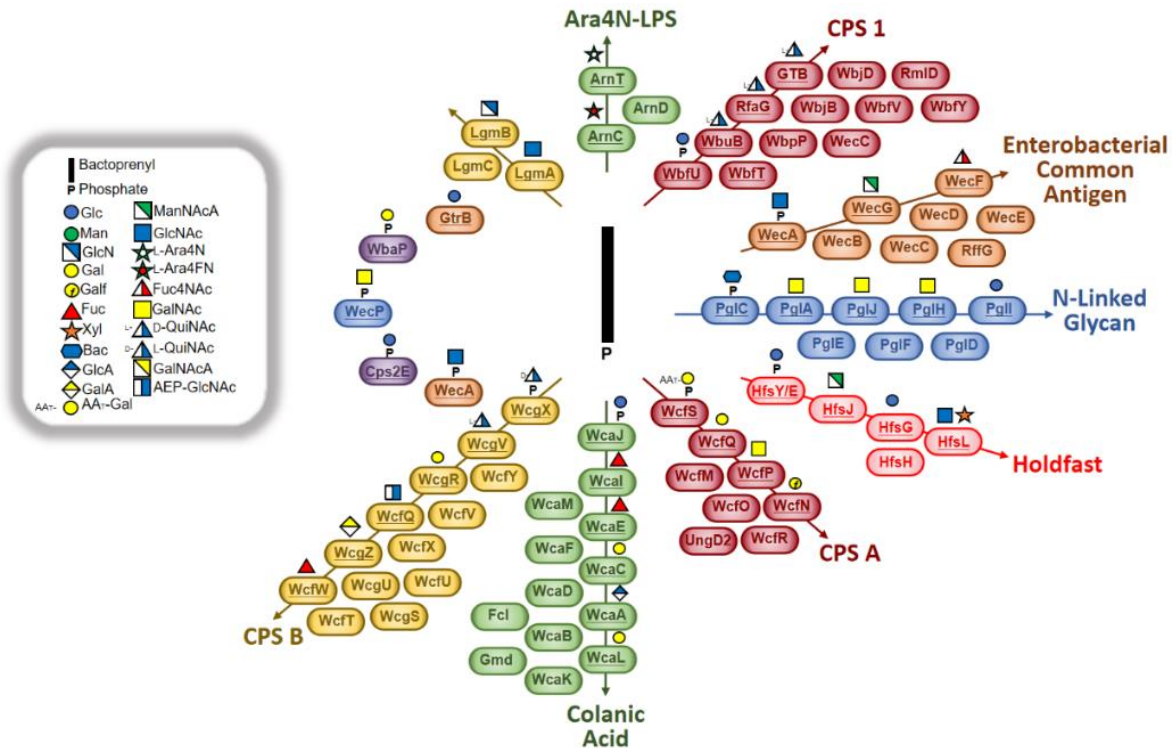 Ara4N-LPS
ArnT
ArnD
ArnC
CPS 1
L-
GTB
WbjD
RmlD
L-
RfaG
WbjB
WbfV
WbfY
L-
WbuB
WbpP
WecC
P
WbfU
WbfT
Enterobacterial
Common
Antigen
WecF
WecG
WecD
WecE
P
WecA
WecB
WecC
RffG
N-Linked
Glycan
P
PglC
PglA
PglJ
PglH
PglI
PglE
PglF
PglD
P
HfsY/E
HfsJ
HfsG
HfsL
HfsH
Holdfast
AAT-
P
WcfS
WcfQ
WcfM
WcfP
WcfO
WcfN
UngD2
WcfR
CPS A
P
WcaJ
WcaI
WcaM
WcaE
WcaF
WcaC
WcaD
WcaA
Fcl
WcaB
Gmd
WcaL
WcaK
Colanic
Acid
D-
P
WcgX
L-
WcgV
WcgR
WcfY
WcfQ
WcfV
WcgZ
WcfX
WcfW
WcgU
WcfU
WcfT
WcgS
CPS B
P
Cps2E
P
WecA
P
WecP
P
WbaP
GtrB
LgmB
LgmC
LgmA
P
Bactoprenyl
P
Phosphate
Glc
Man
GlcN
Gal
f
Galf
Fuc
Xyl
Bac
GlcA
GalA
AAT-
AAT-Gal
ManNAcA
GlcNAc
L-Ara4N
L-Ara4FN
Fuc4NAc
GalNAc
L-
D-QuiNAc
D-
L-QuiNAc
GalNAcA
AEP-GlcNAc